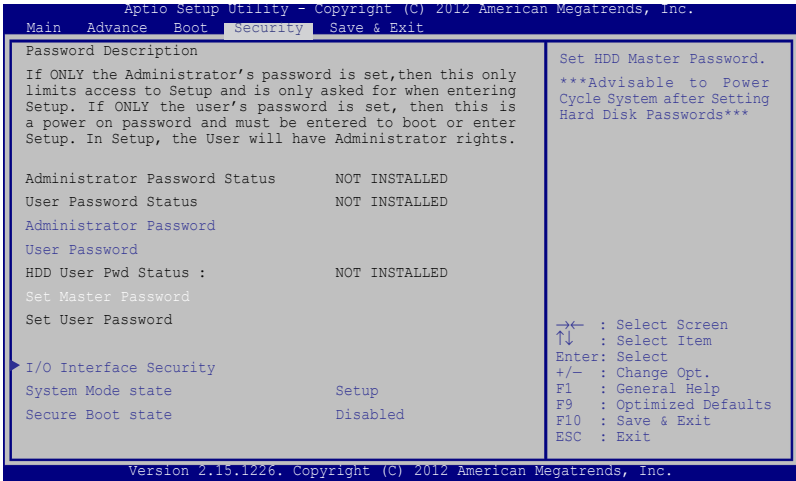 Aptio Setup Utility - Copyright (C) 2012 American Megatrends, Inc.
Main Advance Boot Security Save & Exit
Password Description
If ONLY the Administrator's password is set,then this only
limits access to Setup and is only asked for when entering
Setup. If ONLY the user's password is set, then this is
a power on password and must be entered to boot or enter
Setup. In Setup, the User will have Administrator rights.
Administrator Password Status NOT INSTALLED
User Password Status NOT INSTALLED
Administrator Password
User Password
HDD User Pwd Status : NOT INSTALLED
Set Master Password
Set User Password
I/O Interface Security
System Mode state Setup
Secure Boot state Disabled
Set HDD Master Password.
***Advisable to Power
Cycle System after Setting
Hard Disk Passwords***
→← : Select Screen
↑↓ : Select Item
Enter: Select
+/— : Change Opt.
F1 : General Help
F9 : Optimized Defaults
F10 : Save & Exit
ESC : Exit
Version 2.15.1226. Copyright (C) 2012 American Megatrends, Inc.